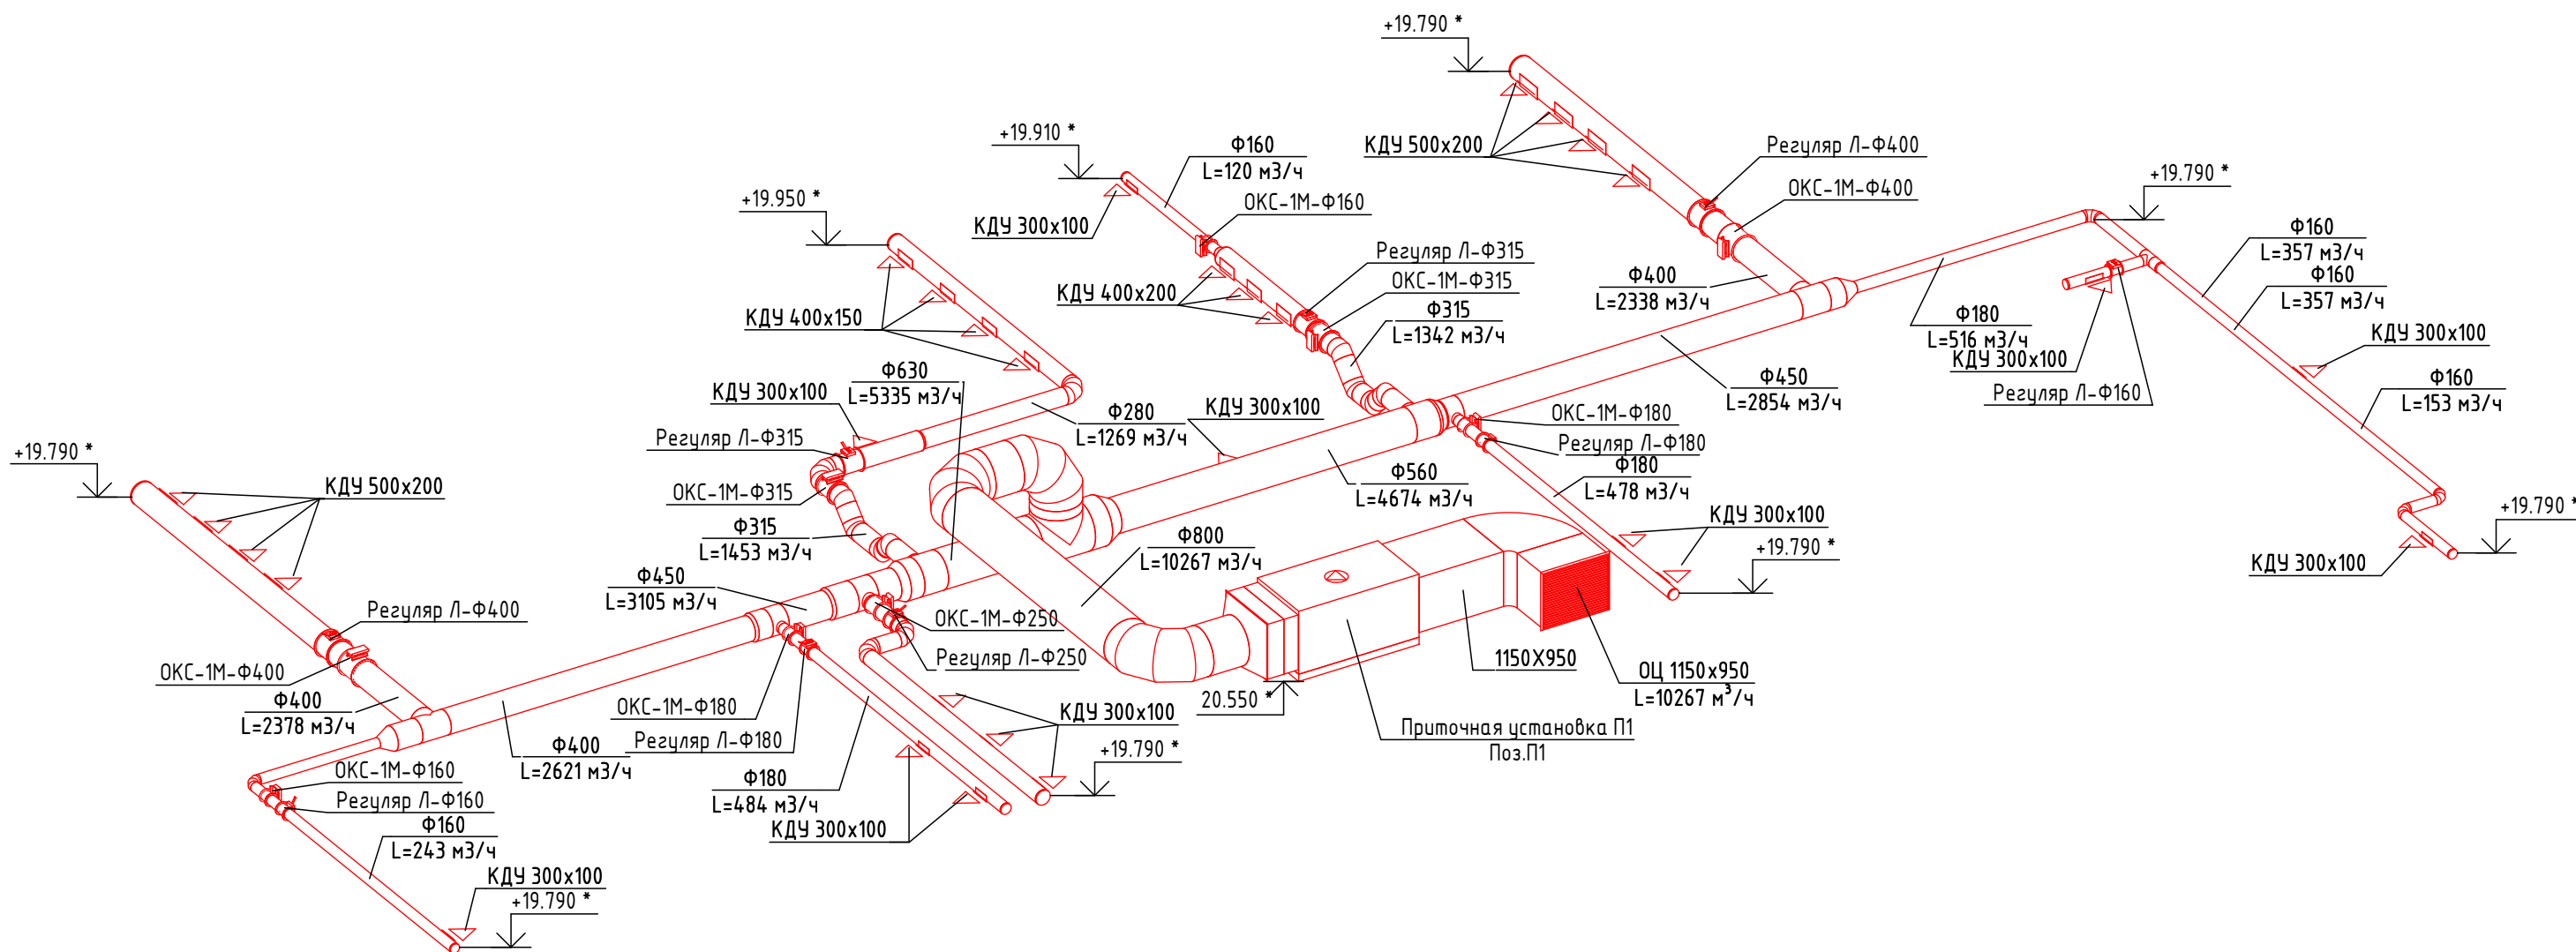 +19.790 *
КДУ 500х200
Регуляр Л-Ф400
ОКС-1М-Ф400
+19.910 *
Ф160
L=120 м3/ч
КДУ 300х100
ОКС-1М-Ф160
+19.790 *
+19.950 *
Регуляр Л-Ф315
ОКС-1М-Ф315
КДУ 400х200
Ф315
L=1342 м3/ч
Ф400
L=2338 м3/ч
Ф160
L=357 м3/ч
Ф160
L=357 м3/ч
КДУ 400х150
Ф180
L=516 м3/ч
КДУ 300х100
КДУ 300х100
Регуляр Л-Ф160
Ф630
L=5335 м3/ч
КДУ 300х100
Ф280
L=1269 м3/ч
КДУ 300х100
Ф450
L=2854 м3/ч
Ф160
L=153 м3/ч
Регуляр Л-Ф315
ОКС-1М-Ф180
Регуляр Л-Ф180
+19.790 *
КДУ 500х200
ОКС-1М-Ф315
Ф560
L=4674 м3/ч
Ф180
L=478 м3/ч
КДУ 300х100
+19.790 *
+19.790 *
КДУ 300х100
Ф315
L=1453 м3/ч
Ф800
L=10267 м3/ч
Ф450
L=3105 м3/ч
Регуляр Л-Ф400
ОКС-1М-Ф250
Регуляр Л-Ф250
ОКС-1М-Ф400
1150Х950
ОЦ 1150х950
L=10267 м³/ч
Ф400
L=2378 м3/ч
ОКС-1М-Ф180
Регуляр Л-Ф180
20.550 *
КДУ 300х100
+19.790 *
Приточная установка П1
Поз.П1
Ф400
L=2621 м3/ч
ОКС-1М-Ф160
Регуляр Л-Ф160
Ф180
L=484 м3/ч
КДУ 300х100
Ф160
L=243 м3/ч
КДУ 300х100
+19.790 *